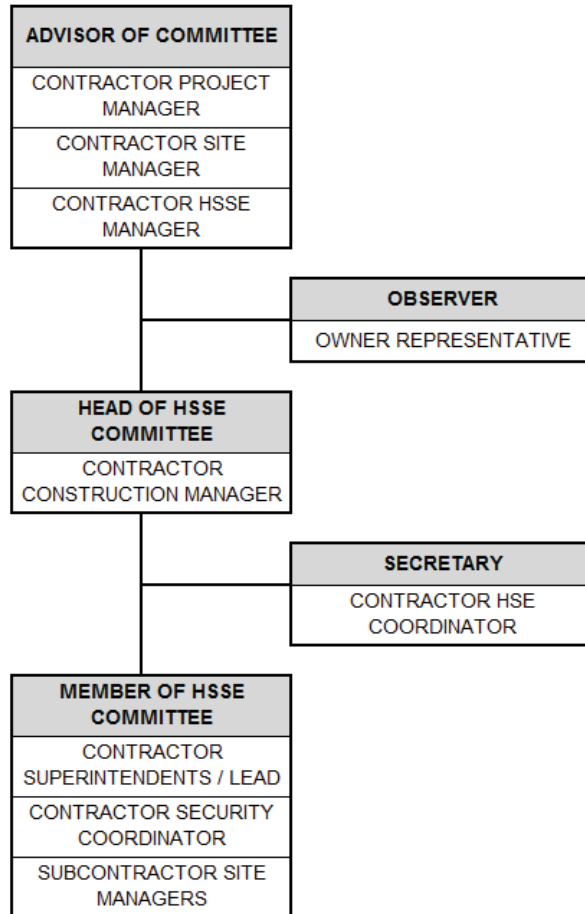 ADVISOR OF COMMITTEE
CONTRACTOR PROJECT
MANAGER
CONTRACTOR SITE
MANAGER
CONTRACTOR HSSE
MANAGER
OBSERVER
OWNER REPRESENTATIVE
HEAD OF HSSE
COMMITTEE
CONTRACTOR
CONSTRUCTION MANAGER
SECRETARY
CONTRACTOR HSE
COORDINATOR
MEMBER OF HSSE
COMMITTEE
CONTRACTOR
SUPERINTENDENTS / LEAD
CONTRACTOR SECURITY
COORDINATOR
SUBCONTRACTOR SITE
MANAGERS